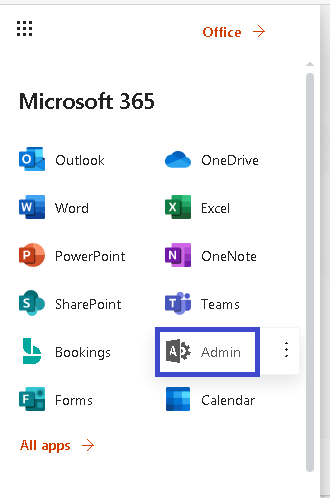 Office
Microsoft 365
Outlook
OneDrive
Word
Excel
PowerPoint
OneNote
SharePoint
Teams
Bookings
Admin
Forms
Calendar
All apps